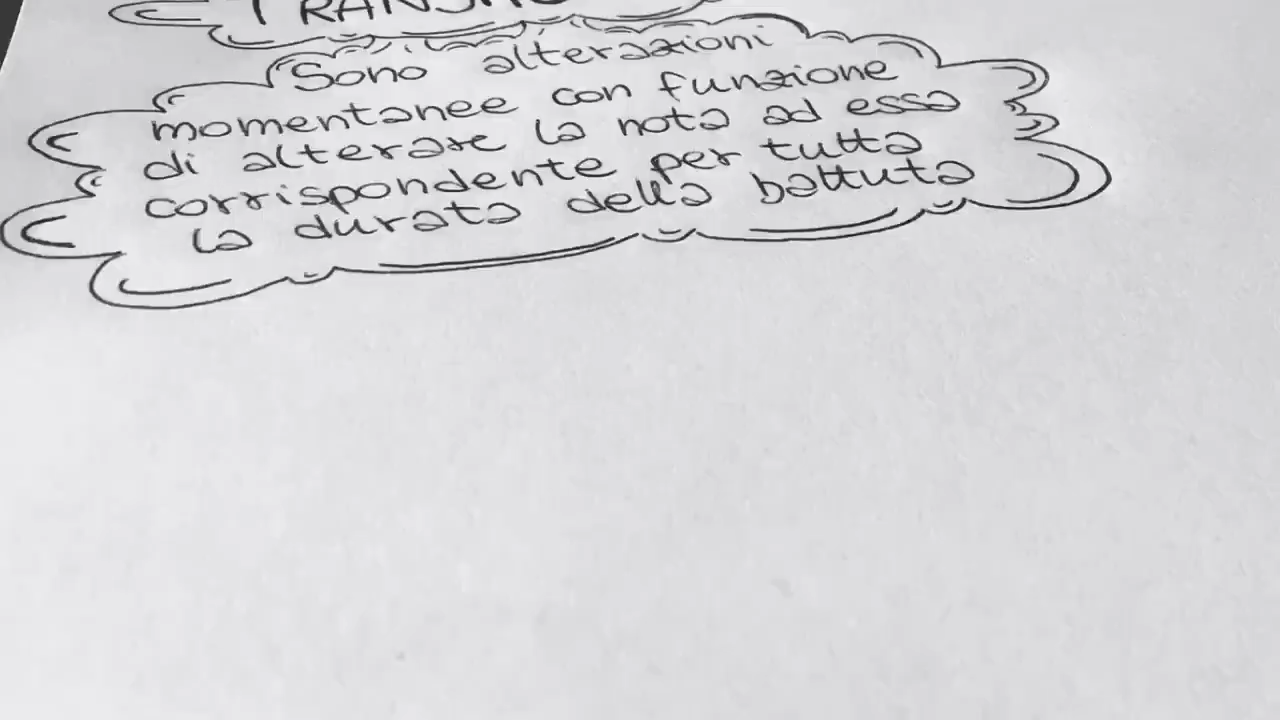 Sono alterazioni
momentanee con funzione
di alterare la nota ad essa
corrispondente per tutta
la durata della battuta